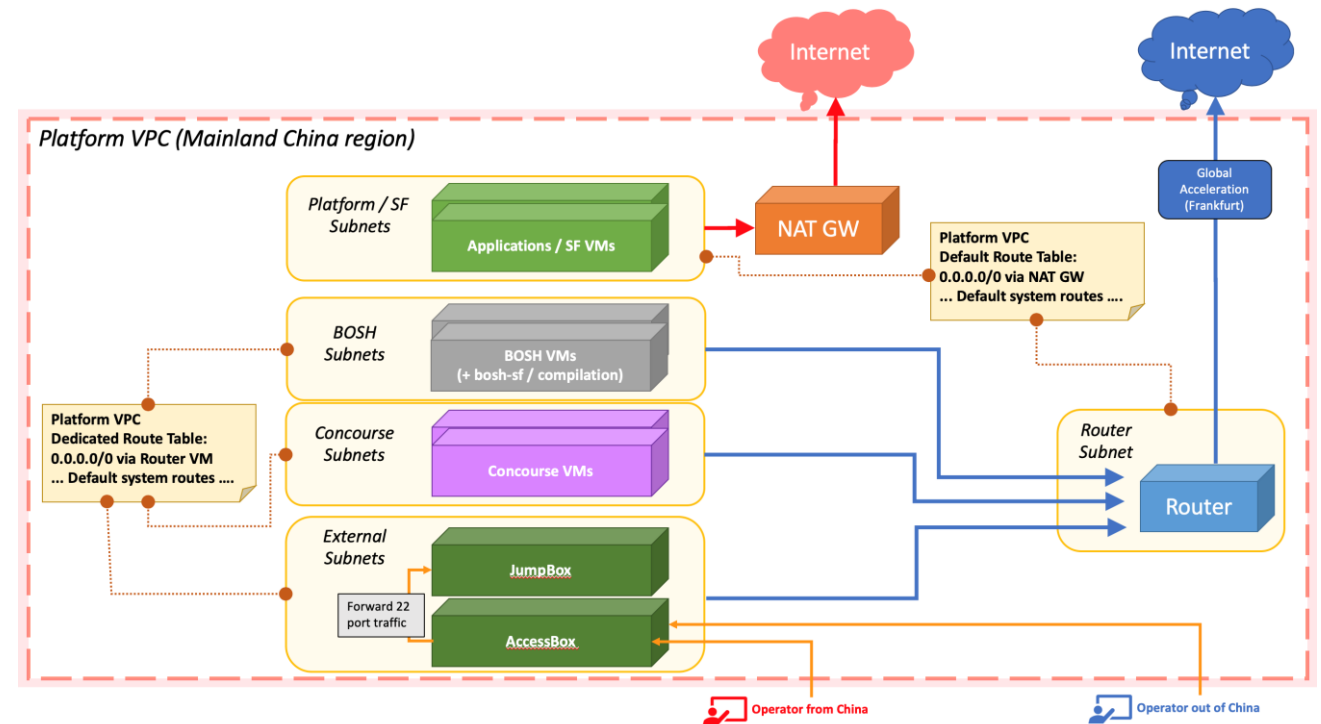 Internet
Internet
Platform VPC (Mainland China region)
Global
Acceleration
(Frankfurt)
Platform / SF
Subnets
Applications / SF VMs
NAT GW
Platform VPC
Default Route Table:
0.0.0.0/0 via NAT GW
... Default system routes ....
BOSH
Subnets
BOSH VMs
(+ bosh-sf / compilation)
Platform VPC
Dedicated Route Table:
0.0.0.0/0 via Router VM
... Default system routes ....
Concourse
Subnets
Concourse VMs
Router
Subnet
Router
External
Subnets
JumpBox
Forward 22
port traffic
AccessBox
Operator from China
Operator out of China